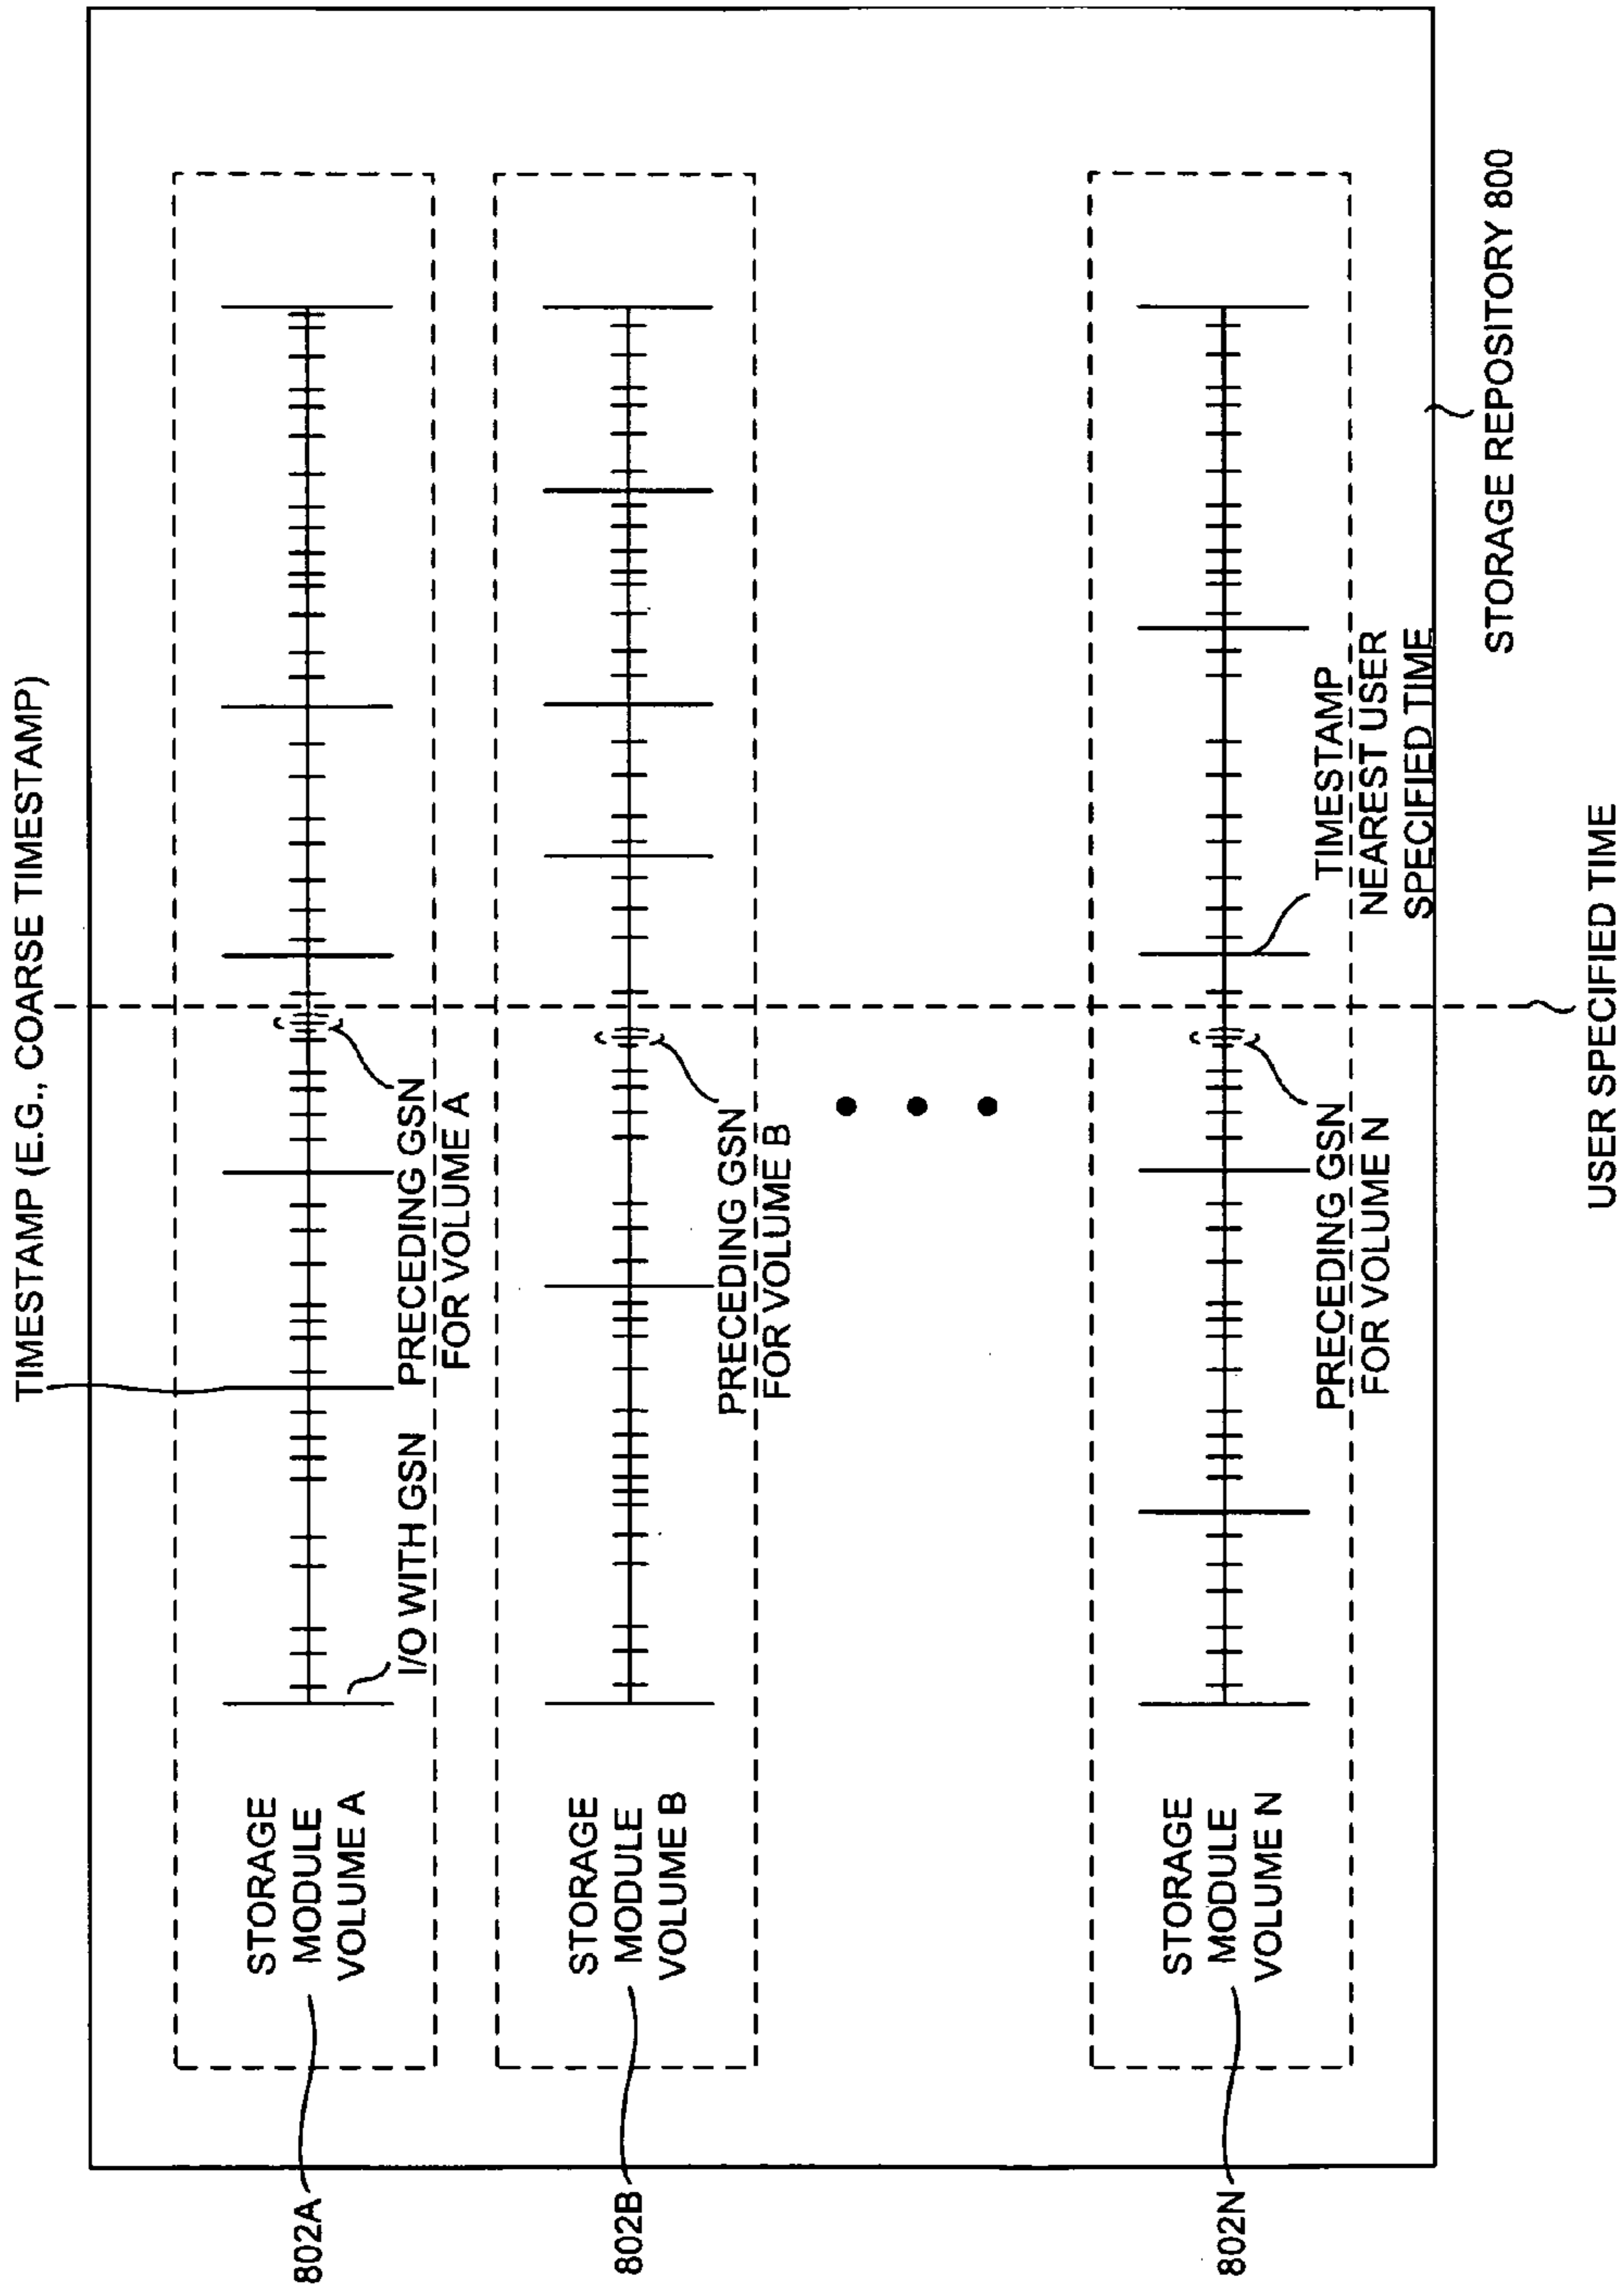 TIMESTAMP (E.G., COARSE TIMESTAMP)
802A
STORAGE
MODULE
VOLUME A
I/O WITH GSN
PRECEDING GSN
FOR VOLUME A
802B
STORAGE
MODULE
VOLUME B
PRECEDING GSN
FOR VOLUME B
802N
STORAGE
MODULE
VOLUME N
PRECEDING GSN
FOR VOLUME N
TIMESTAMP
NEAREST USER
SPECIFIED TIME
STORAGE REPOSITORY 800
USER SPECIFIED TIME